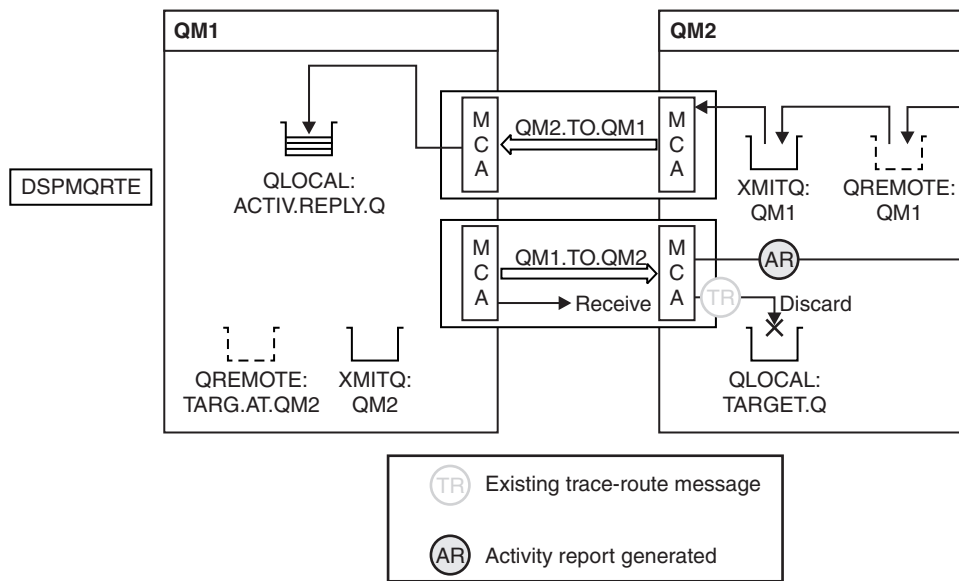 QM1
QM2
M
C
A
QM2.TO.QM1
M
C
A
DSPMQRTE
QLOCAL:
ACTIV.REPLY.Q
XMITQ:
QM1
QREMOTE:
QM1
M
C
A
QM1.TO.QM2
Receive
M
C
A
AR
TR
Discard
QREMOTE:
TARG.AT.QM2
XMITQ:
QM2
QLOCAL:
TARGET.Q
TR
Existing trace-route message
AR
Activity report generated